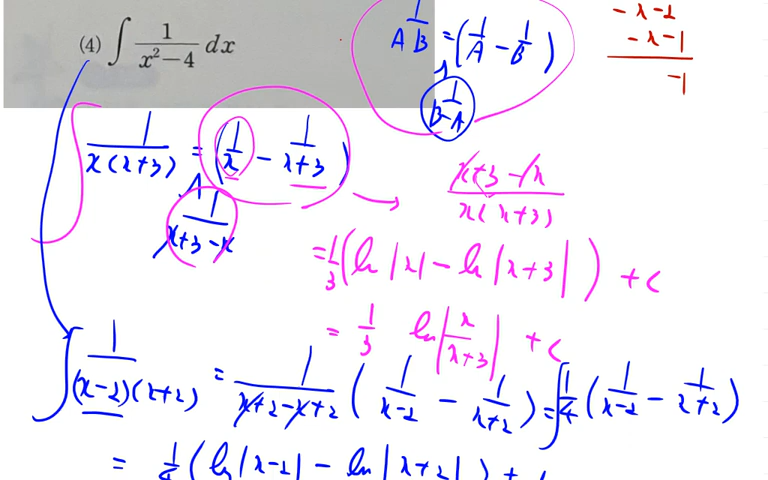 (4) ∫ 1/(x²−4) dx
1/(AB) = (1/A − 1/B)
1/(B−A)
−x−2
−x−1
−1
1/(x(x+3)) = (1/x − 1/(x+3))
1/(x+3−x)
→ (x+3−x)/(x(x+3))
= 1/3 (ln|x| − ln|x+3|) + c
= 1/3 ln|x/(x+3)| + c
∫ 1/((x−2)(x+2)) = 1/(x+2−x+2) (1/(x−2) − 1/(x+2)) = ∫ 1/4 (1/(x−2) − 1/(x+2))
= 1/4 (ln|x−2| − ln|x+2|) +